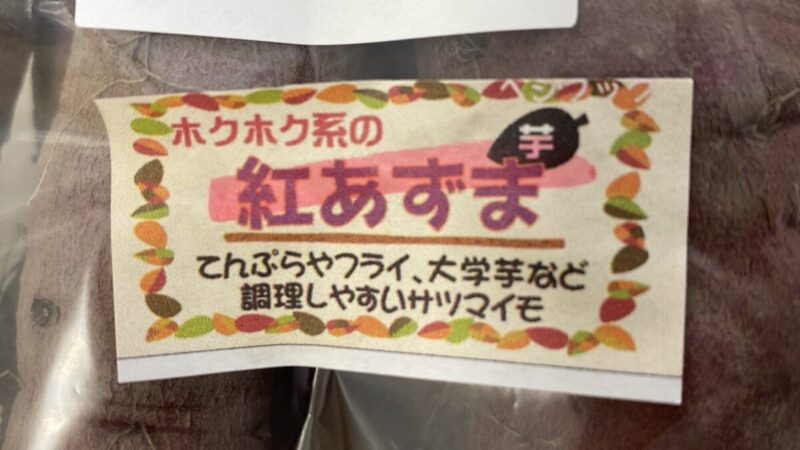 ホクホク系の
芋
紅あずま
てんぷらやフライ、大学芋など
調理しやすいサツマイモ